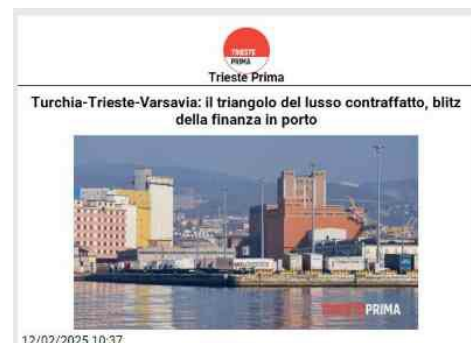 TRIESTE
PRIMA
Trieste Prima
Turchia-Trieste-Varsavia: il triangolo del lusso contraffatto, blitz
della finanza in porto
TRIESTEPRIMA
12/02/2025 10:37